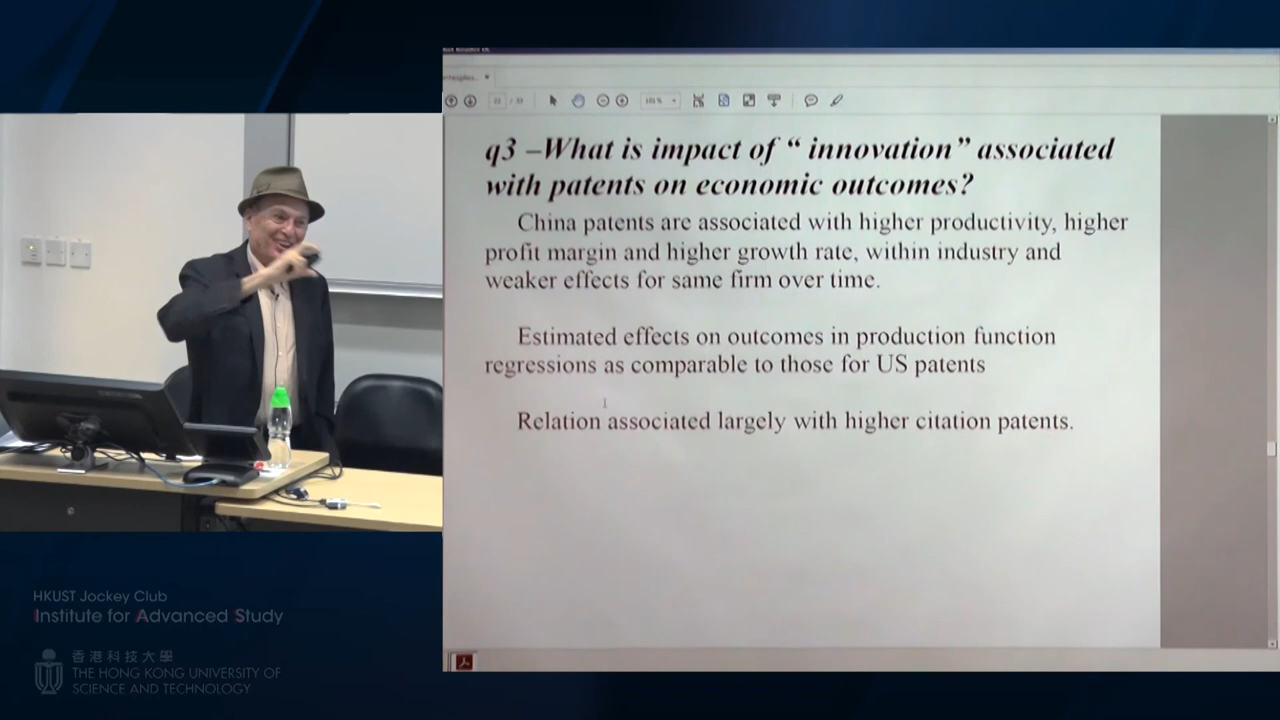 q3 –What is impact of “ innovation” associated
with patents on economic outcomes?
China patents are associated with higher productivity, higher
profit margin and higher growth rate, within industry and
weaker effects for same firm over time.
Estimated effects on outcomes in production function
regressions as comparable to those for US patents
Relation associated largely with higher citation patents.
HKUST Jockey Club
Institute for Advanced Study
香港科技大學
THE HONG KONG UNIVERSITY OF
SCIENCE AND TECHNOLOGY